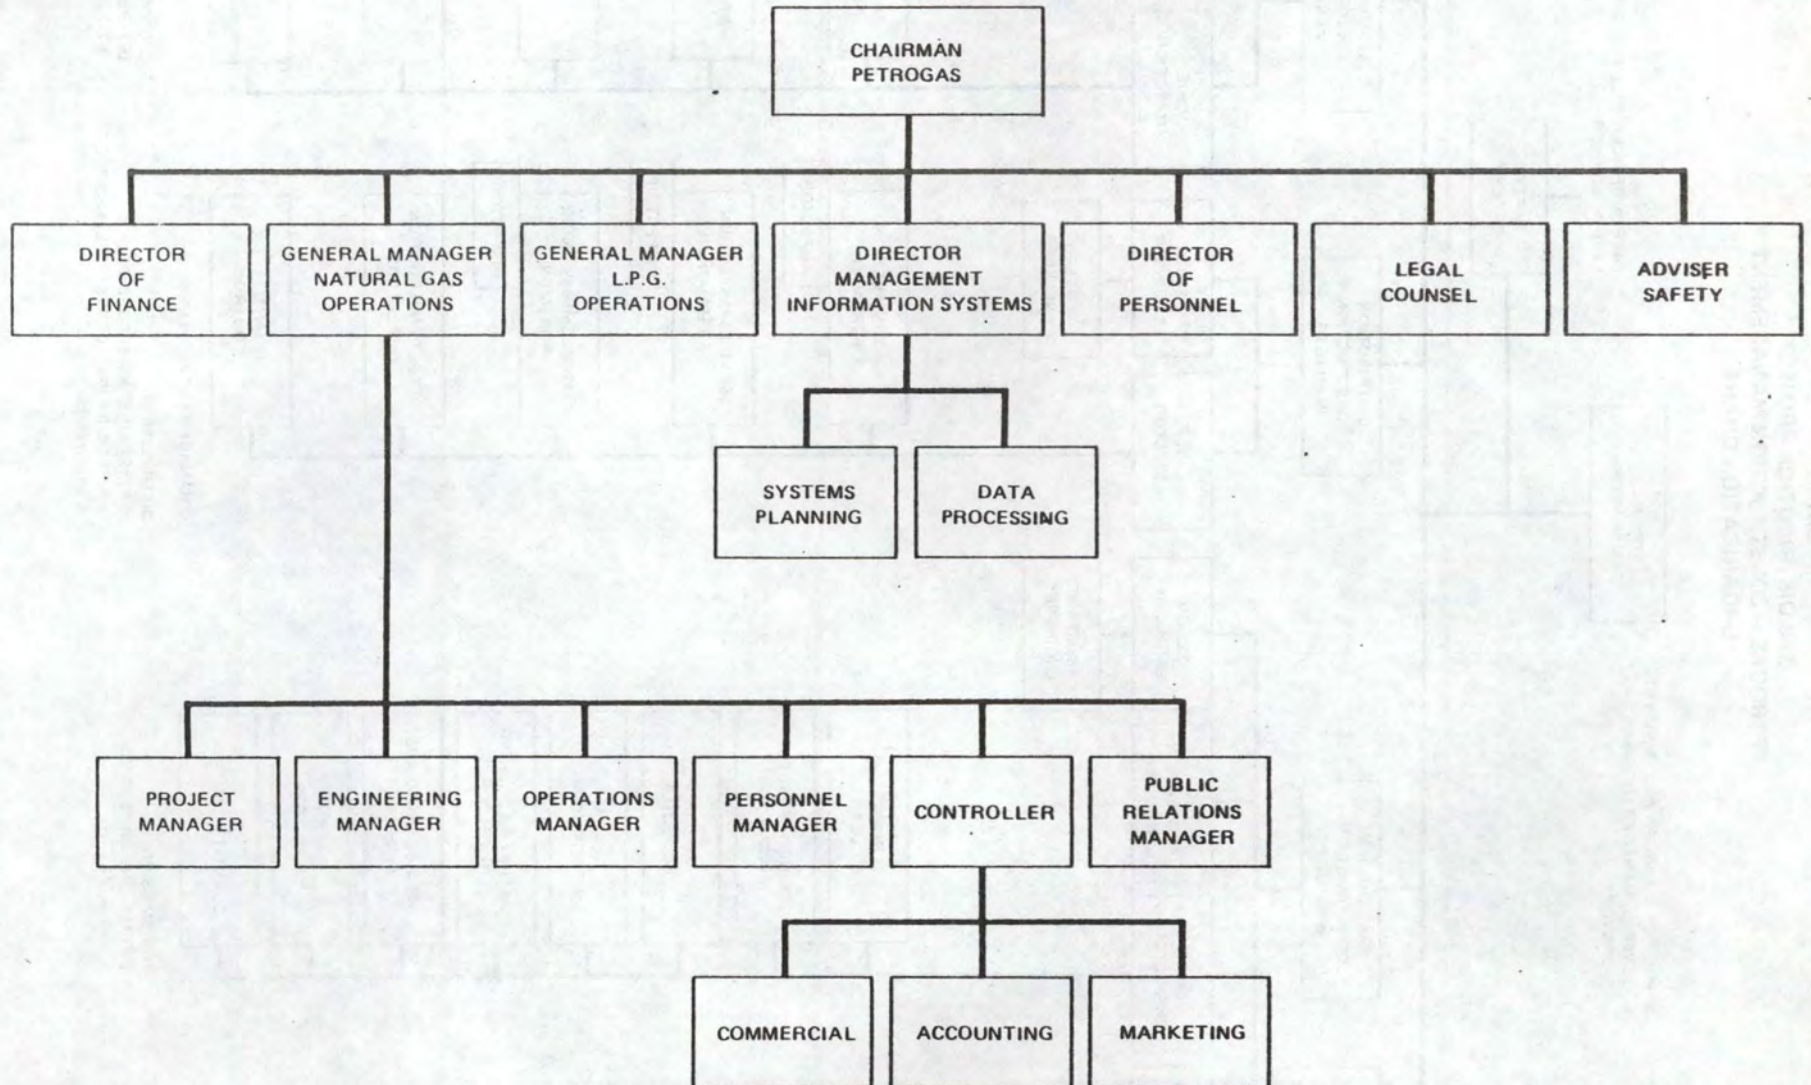 CHAIRMAN
PETROGAS
DIRECTOR
OF
FINANCE
GENERAL MANAGER
NATURAL GAS
OPERATIONS
GENERAL MANAGER
L.P.G.
OPERATIONS
DIRECTOR
MANAGEMENT
INFORMATION SYSTEMS
DIRECTOR
OF
PERSONNEL
LEGAL
COUNSEL
ADVISER
SAFETY
SYSTEMS
PLANNING
DATA
PROCESSING
PROJECT
MANAGER
ENGINEERING
MANAGER
OPERATIONS
MANAGER
PERSONNEL
MANAGER
CONTROLLER
PUBLIC
RELATIONS
MANAGER
COMMERCIAL
ACCOUNTING
MARKETING